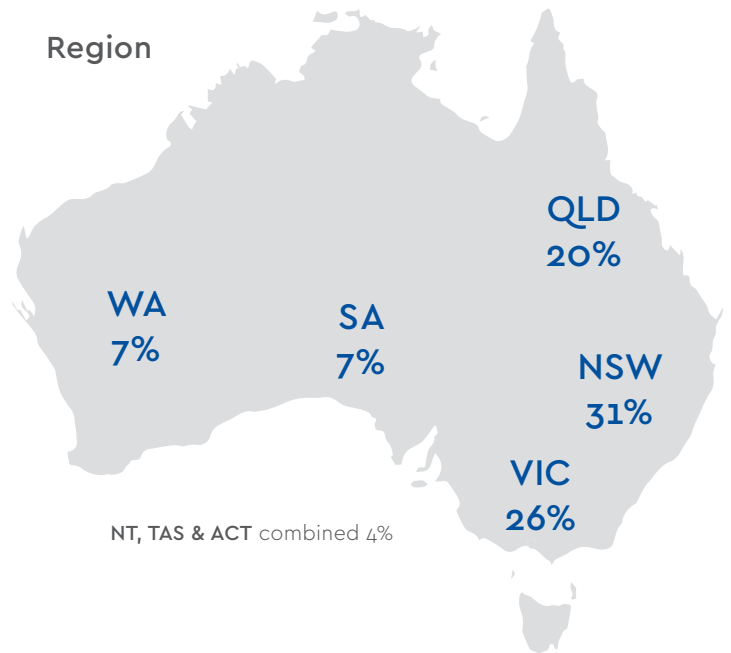 Region
QLD
20%
WA
7%
SA
7%
NSW
31%
VIC
26%
NT, TAS & ACT combined 4%